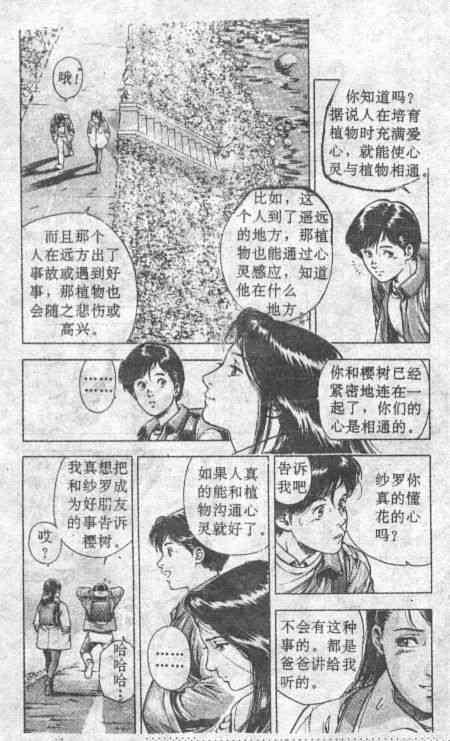 你知道吗？
据说人在培育
植物时充满爱
心，就能使心
灵与植物相通。
哦！
比如，这
个人到了遥远
的地方，那植
物也能通过心
灵感应，知道
他在什么
地方。
而且那个
人在远方出了
事故或遇到好
事，那植物也
会随之悲伤或
高兴。
你和樱树已经
紧密地连在一
起了，你们的
心是相通的。
……
……
纱罗你
真的懂
花的心
吗？
告诉
我吧
不会有这种
事的。都是
爸爸讲给我
听的。
如果人真
的能和植
物沟通心
灵就好了。
……
……
我真想把
和纱罗成
为好朋友
的事告诉
樱树。
哎？
哈哈哈…